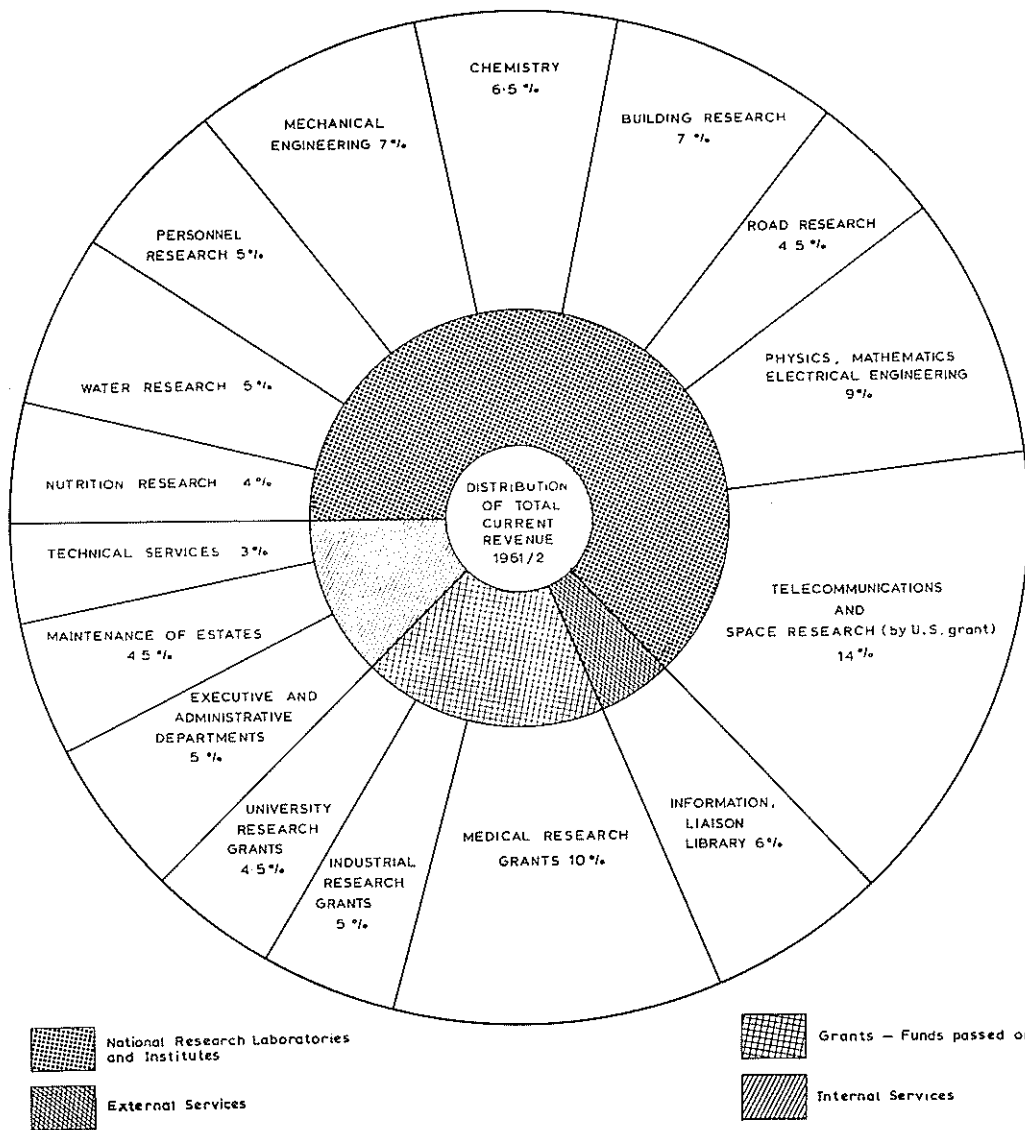 CHEMISTRY
6·5%
MECHANICAL
ENGINEERING 7%
BUILDING RESEARCH
7%
PERSONNEL
RESEARCH 5%
ROAD RESEARCH
4 5%
PHYSICS, MATHEMATICS
ELECTRICAL ENGINEERING
9%
WATER RESEARCH 5%
NUTRITION RESEARCH 4%
DISTRIBUTION
OF TOTAL
CURRENT
REVENUE
1961/2
TECHNICAL SERVICES 3%
TELECOMMUNICATIONS
AND
SPACE RESEARCH (by U.S. grant)
14%
MAINTENANCE OF ESTATES
4 5%
EXECUTIVE AND
ADMINISTRATIVE
DEPARTMENTS
5%
UNIVERSITY
RESEARCH
GRANTS
4·5%
INDUSTRIAL
RESEARCH
GRANTS
5%
MEDICAL RESEARCH
GRANTS 10%
INFORMATION,
LIAISON
LIBRARY 6%
National Research Laboratories
and Institutes
Grants – Funds passed
External Services
Internal Services